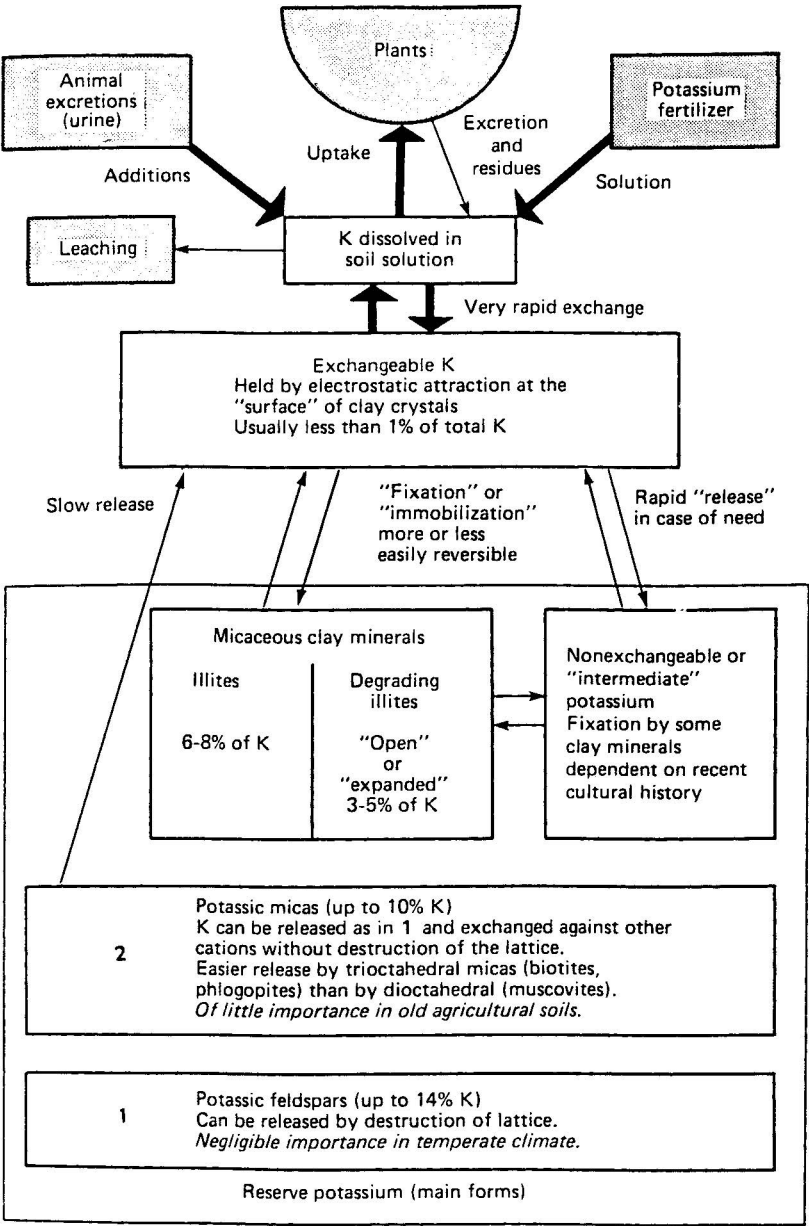 Plants
Animal
excretions
(urine)
Potassium
fertilizer
Additions
Uptake
Excretion
and
residues
Solution
Leaching
K dissolved in
soil solution
Very rapid exchange
Exchangeable K
Held by electrostatic attraction at the
"surface" of clay crystals
Usually less than 1% of total K
Slow release
"Fixation" or
"immobilization"
more or less
easily reversible
Rapid "release"
in case of need
Micaceous clay minerals
Illites
6-8% of K
Degrading
illites
"Open"
or
"expanded"
3-5% of K
Nonexchangeable or
"intermediate"
potassium
Fixation by some
clay minerals
dependent on recent
cultural history
2
Potassic micas (up to 10% K)
K can be released as in 1 and exchanged against other
cations without destruction of the lattice.
Easier release by trioctahedral micas (biotites,
phlogopites) than by dioctahedral (muscovites).
Of little importance in old agricultural soils.
1
Potassic feldspars (up to 14% K)
Can be released by destruction of lattice.
Negligible importance in temperate climate.
Reserve potassium (main forms)